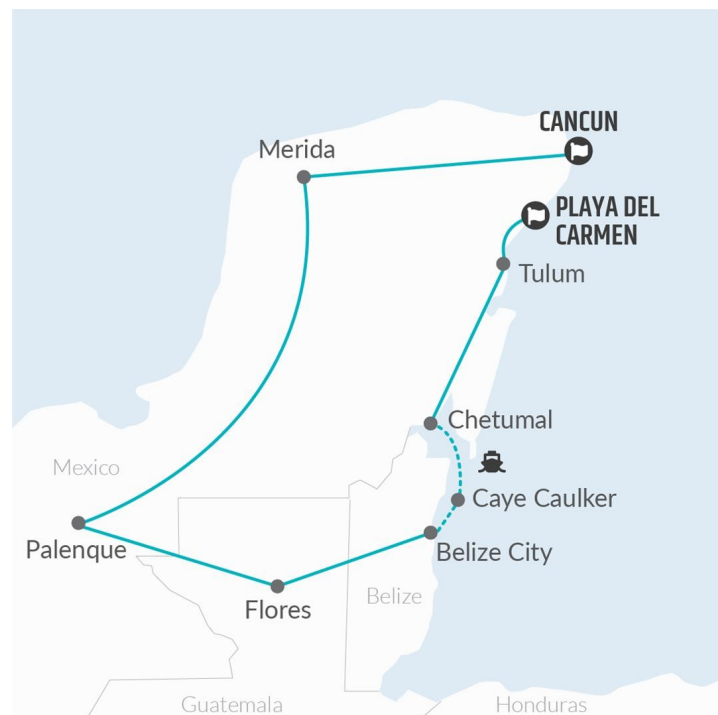 CANCUN
Merida
PLAYA DEL
CARMEN
Tulum
Chetumal
Mexico
Caye Caulker
Palenque
Belize City
Belize
Flores
Guatemala
Honduras